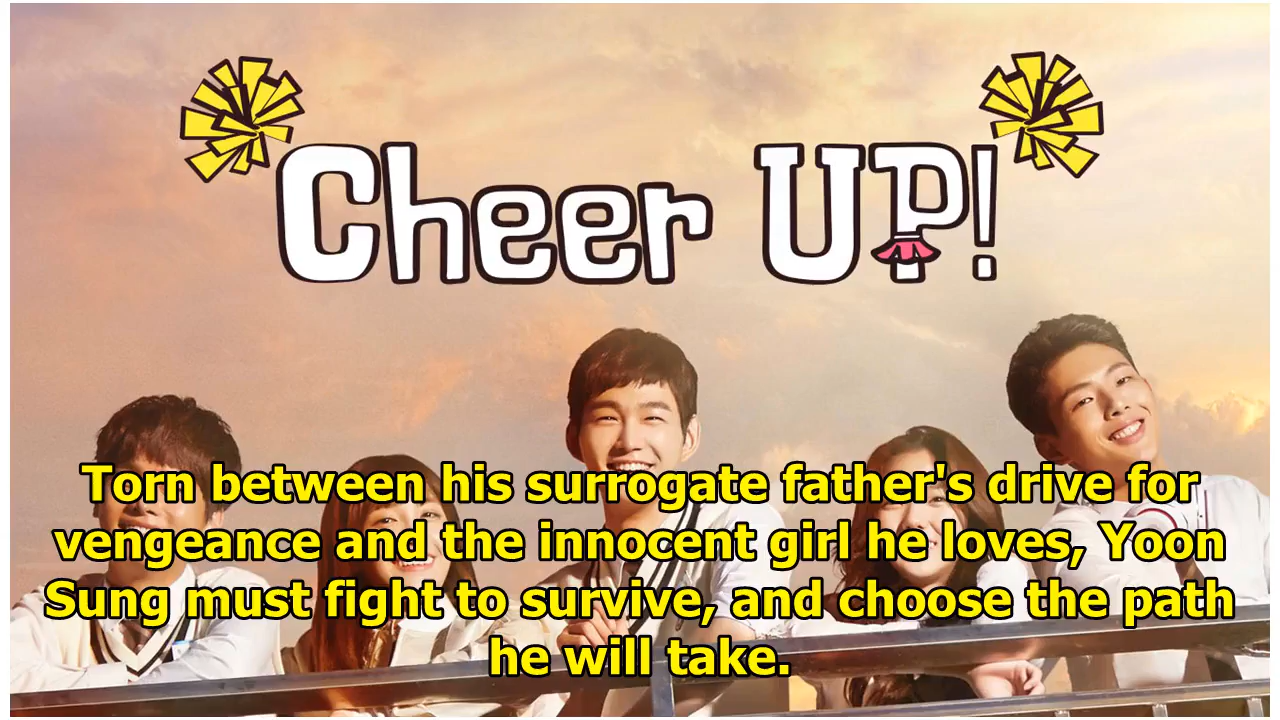 Cheer UP!
Torn between his surrogate father's drive for
vengeance and the innocent girl he loves, Yoon
Sung must fight to survive, and choose the path
he will take.